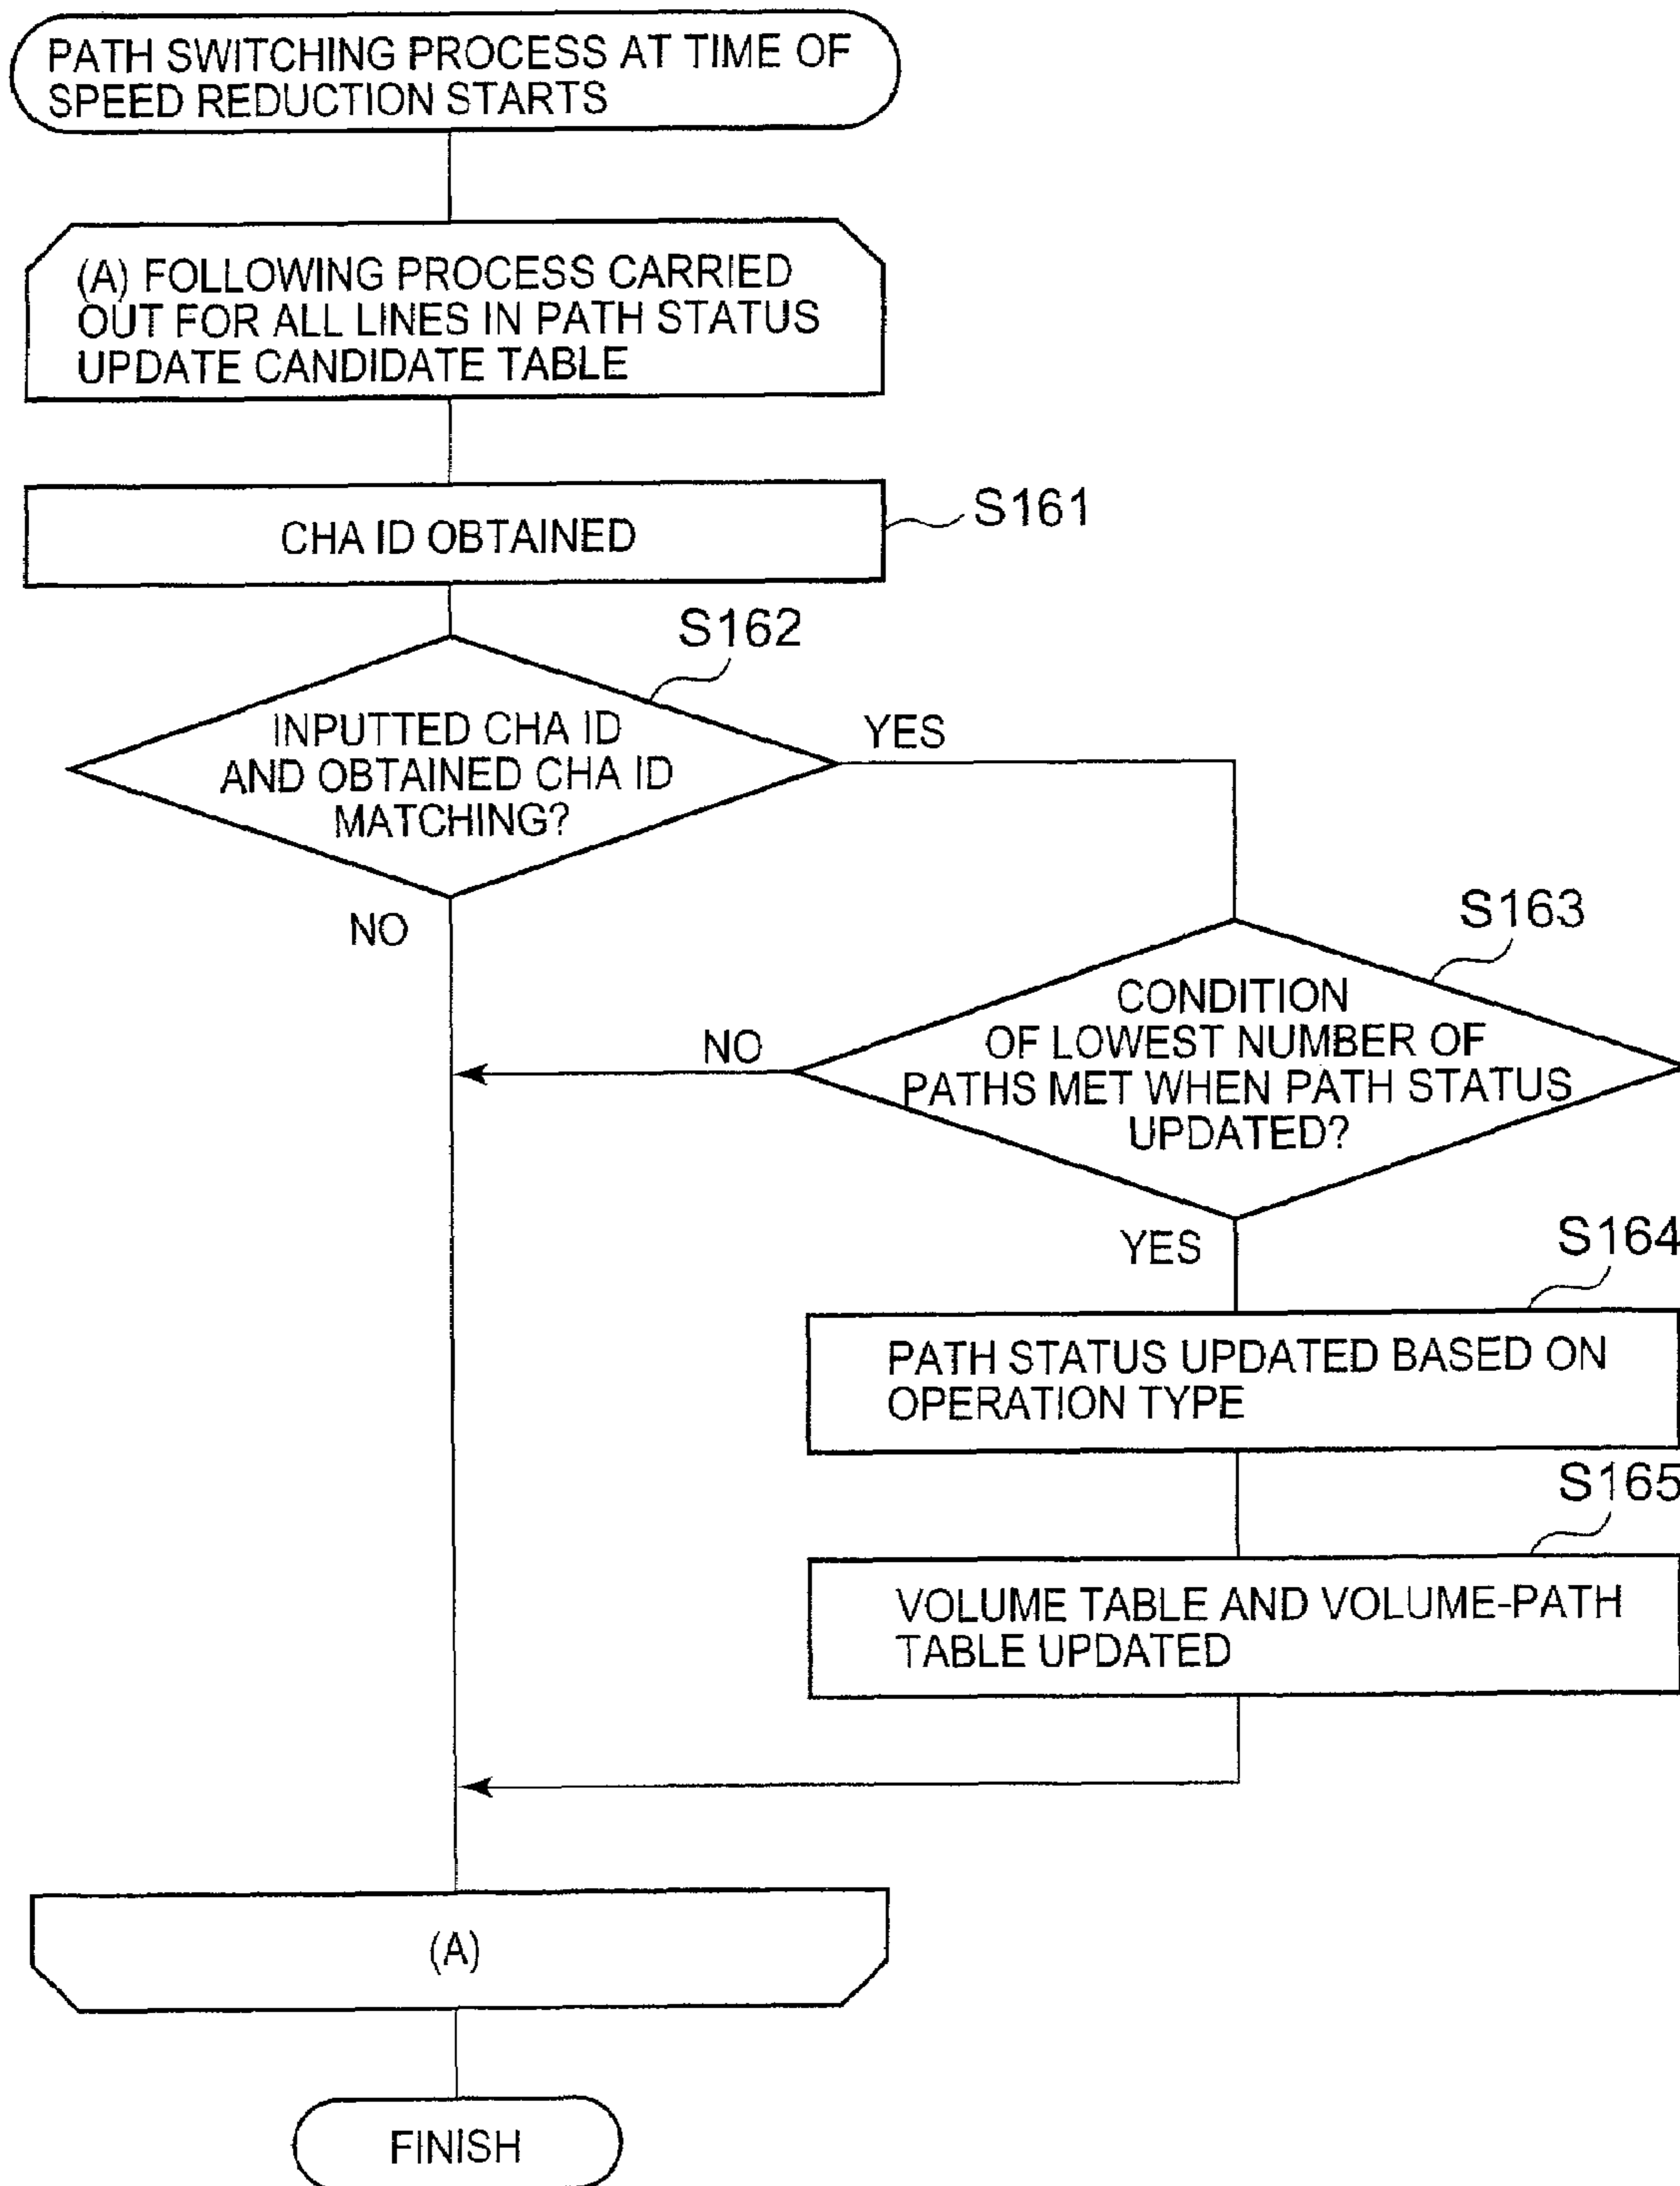 PATH SWITCHING PROCESS AT TIME OF
SPEED REDUCTION STARTS
(A) FOLLOWING PROCESS CARRIED
OUT FOR ALL LINES IN PATH STATUS
UPDATE CANDIDATE TABLE
CHA ID OBTAINED
S161
S162
INPUTTED CHA ID
AND OBTAINED CHA ID
MATCHING?
YES
NO
S163
CONDITION
OF LOWEST NUMBER OF
PATHS MET WHEN PATH STATUS
UPDATED?
NO
YES
S164
PATH STATUS UPDATED BASED ON
OPERATION TYPE
S165
VOLUME TABLE AND VOLUME-PATH
TABLE UPDATED
(A)
FINISH